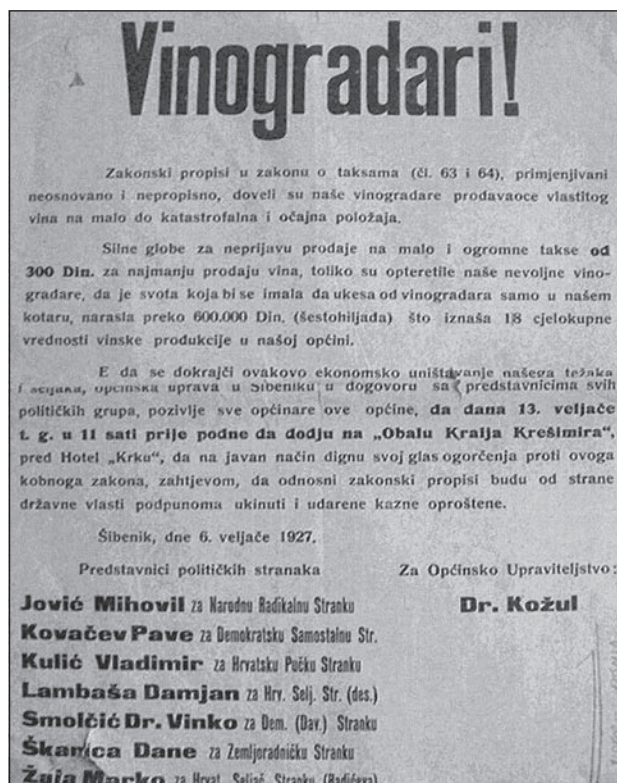 Vinogradari!
Zakonski propisi u zakonu o taksama (čl. 63 i 64), primjenjivani
neosnovano i nepropisno, doveli su naše vinogradare prodavaoce vlastitog
vina na malo do katastrofalna i očajna položaja.
Silne globe za neprijavu prodaje na malo i ogromne takse od
300 Din. za najmanju prodaju vina, toliko su opteretile naše nevoljne vino-
gradare, da je svota koja bi se imala da ukesa od vinogradara samo u našem
kotaru, narasla preko 600.000 Din. (šestohiljada) što iznaša 1/8 cjelokupne
vrednosti vinske produkcije u našoj općini.
E da se dokrajči ovakovo ekonomsko uništavanje našega težaka
i seljaka, općinska uprava u Šibeniku u dogovoru sa predstavnicima svih
političkih grupa, pozivlje sve općinare ove općine, da dana 13. veljače
t. g. u 11 sati prije podne da dodju na „Obalu Kralja Krešimira“,
pred Hotel „Krku“, da na javan način dignu svoj glas ogorčenja proti ovoga
kobnoga zakona, zahtjevom, da odnosni zakonski propisi budu od strane
državne vlasti podpunoma ukinuti i udarene kazne oproštene.
Šibenik, dne 6. veljače 1927.
Predstavnici političkih stranaka
Za Općinsko Upraviteljstvo:
Jović Mihovil za Narodnu Radikalnu Stranku
Dr. Kožul
Kovačev Pave za Demokratsku Samostalnu Str.
Kulić Vladimir za Hrvatsku Pučku Stranku
Lambaša Damjan za Hrv. Selj. Str. (des.)
Smolčić Dr. Vinko za Dem. (Dav.) Stranku
Škarica Dane za Zemljoradničku Stranku
Žaja Marko za Hrvat. Seljač. Stranku (Radićeva)